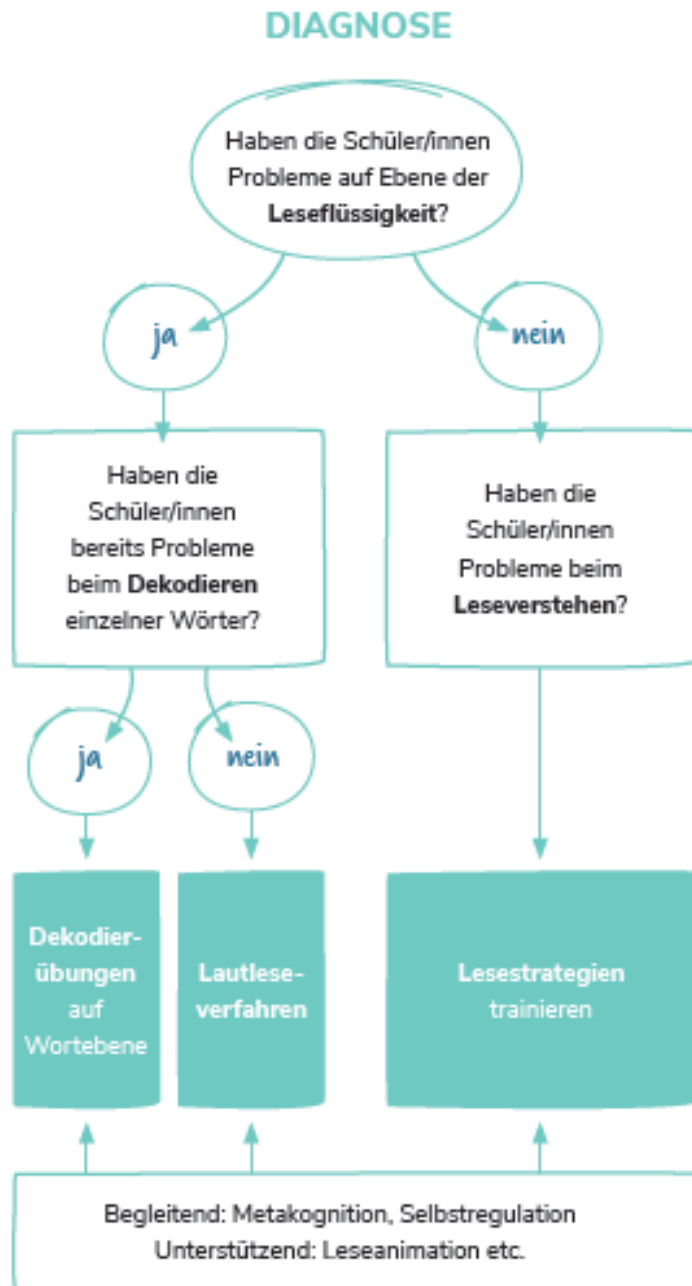 DIAGNOSE
Haben die Schüler/innen
Probleme auf Ebene der
Leseflüssigkeit?
ja
nein
Haben die
Schüler/innen
bereits Probleme
beim Dekodieren
einzelner Wörter?
Haben die
Schüler/innen
Probleme beim
Leseverstehen?
ja
nein
Dekodier-
übungen
auf
Wortebene
Lautlese-
verfahren
Lesestrategien
trainieren
Begleitend: Metakognition, Selbstregulation
Unterstützend: Leseanimation etc.